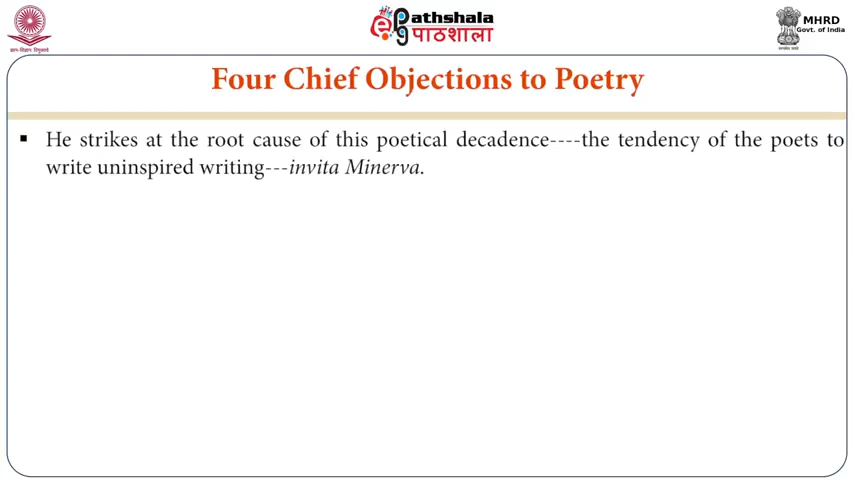 ePathshala
पाठशाला
MHRD
Govt. of India
ज्ञान-विज्ञान विमुक्तये
Four Chief Objections to Poetry
▪ He strikes at the root cause of this poetical decadence----the tendency of the poets to
write uninspired writing---invita Minerva.